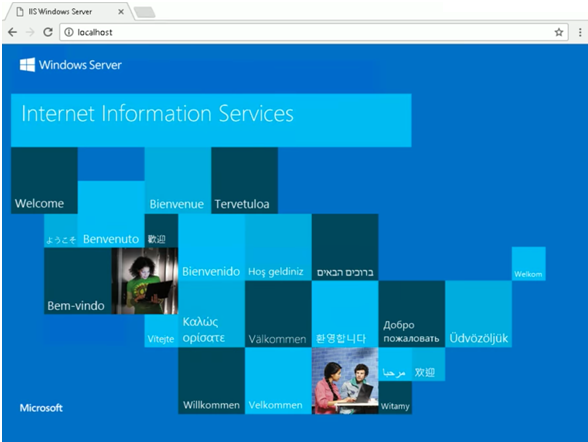 IIS Windows Server
localhost
Windows Server
Internet Information Services
Welcome
Bienvenue
Tervetuloa
ようこそ
Benvenuto
歡迎
Bienvenido
Hoş geldiniz
ברוכים הבאים
Welkom
Bem-vindo
Vítejte
Καλώς
ορίσατε
Välkommen
환영합니다
Добро
пожаловать
Üdvözöljük
مرحبا
欢迎
Willkommen
Velkommen
Witamy
Microsoft